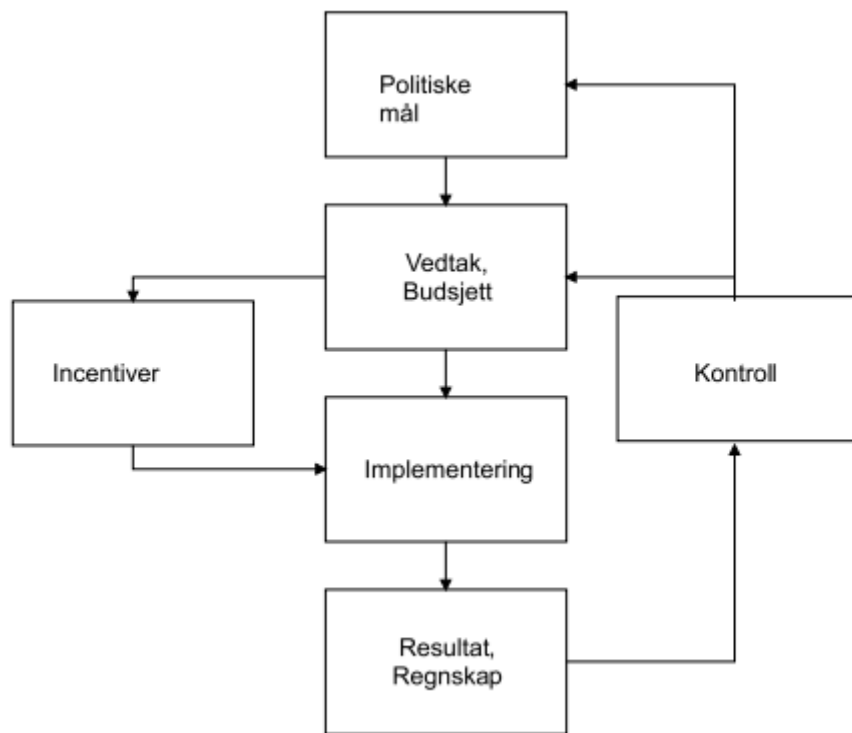 Politiske
mål
Vedtak,
Budsjett
Incentiver
Kontroll
Implementering
Resultat,
Regnskap